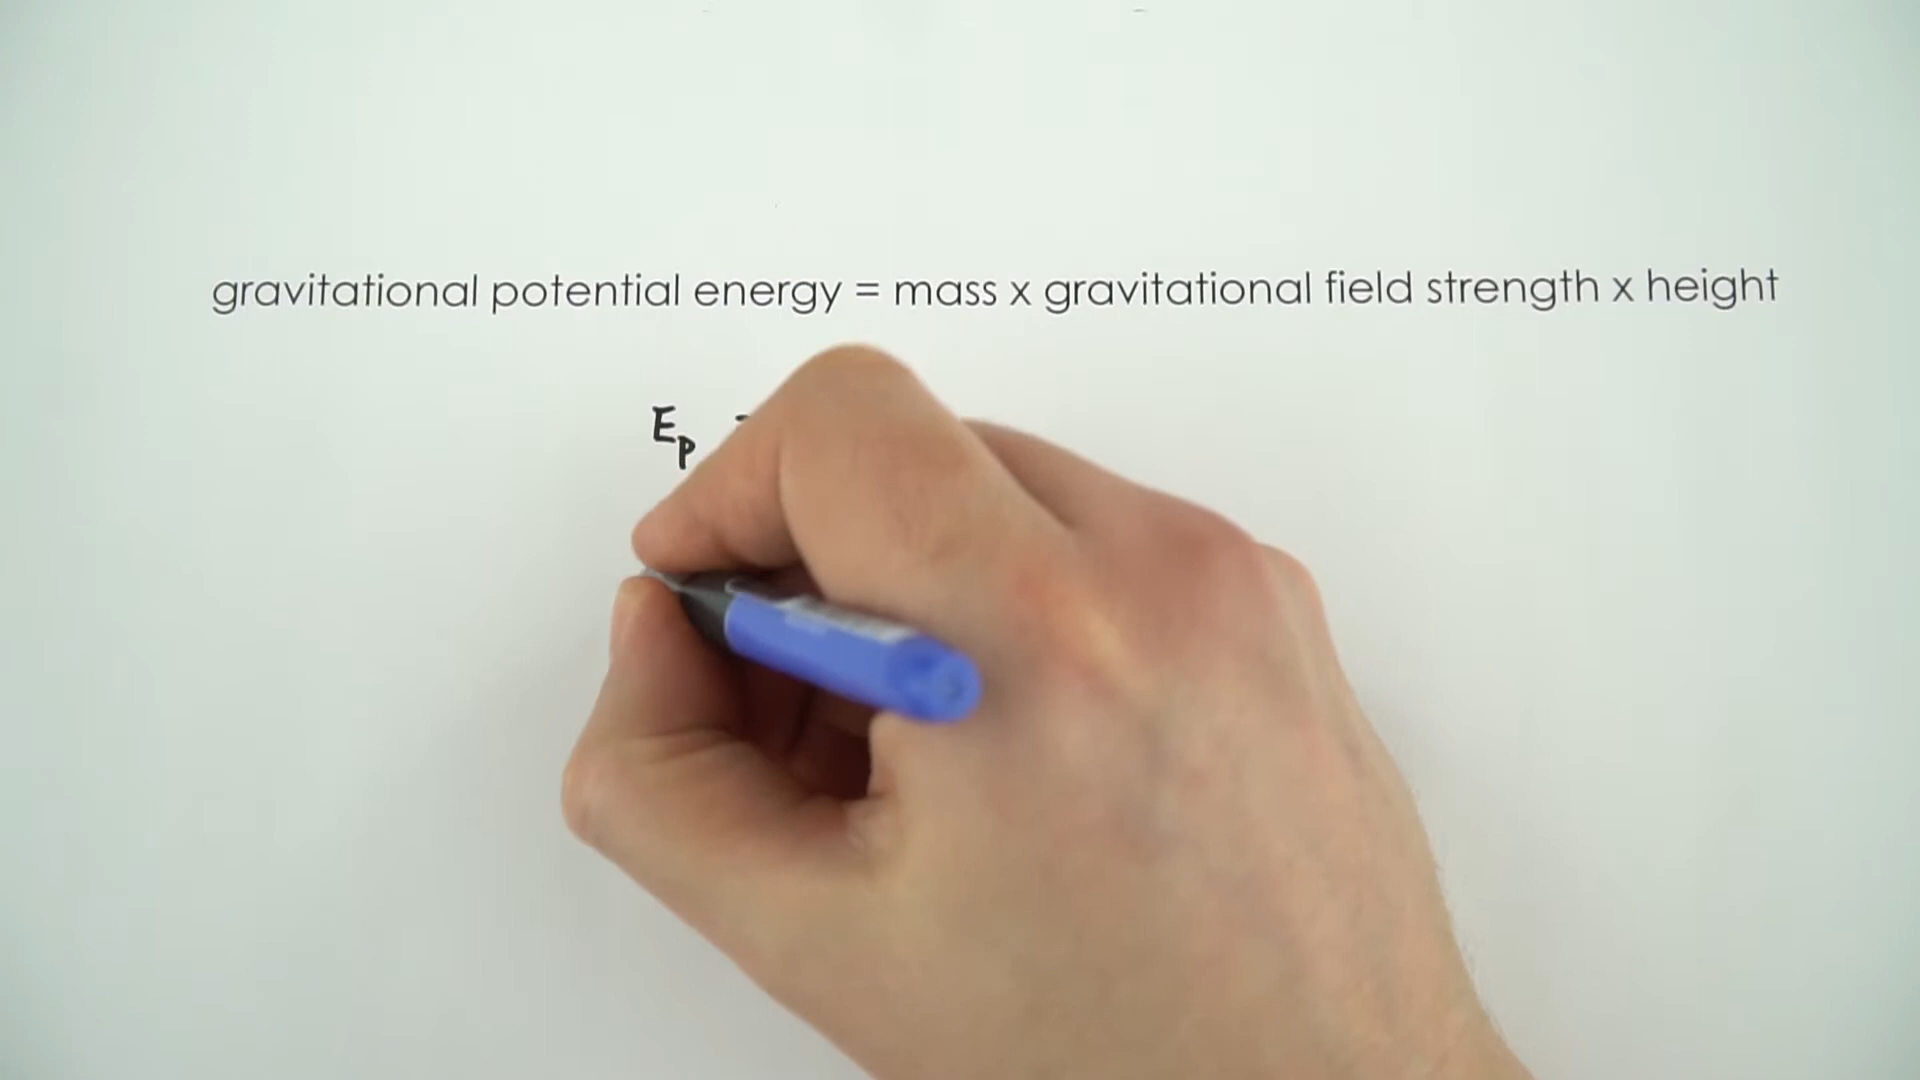 gravitational potential energy = mass x gravitational field strength x height
Ep